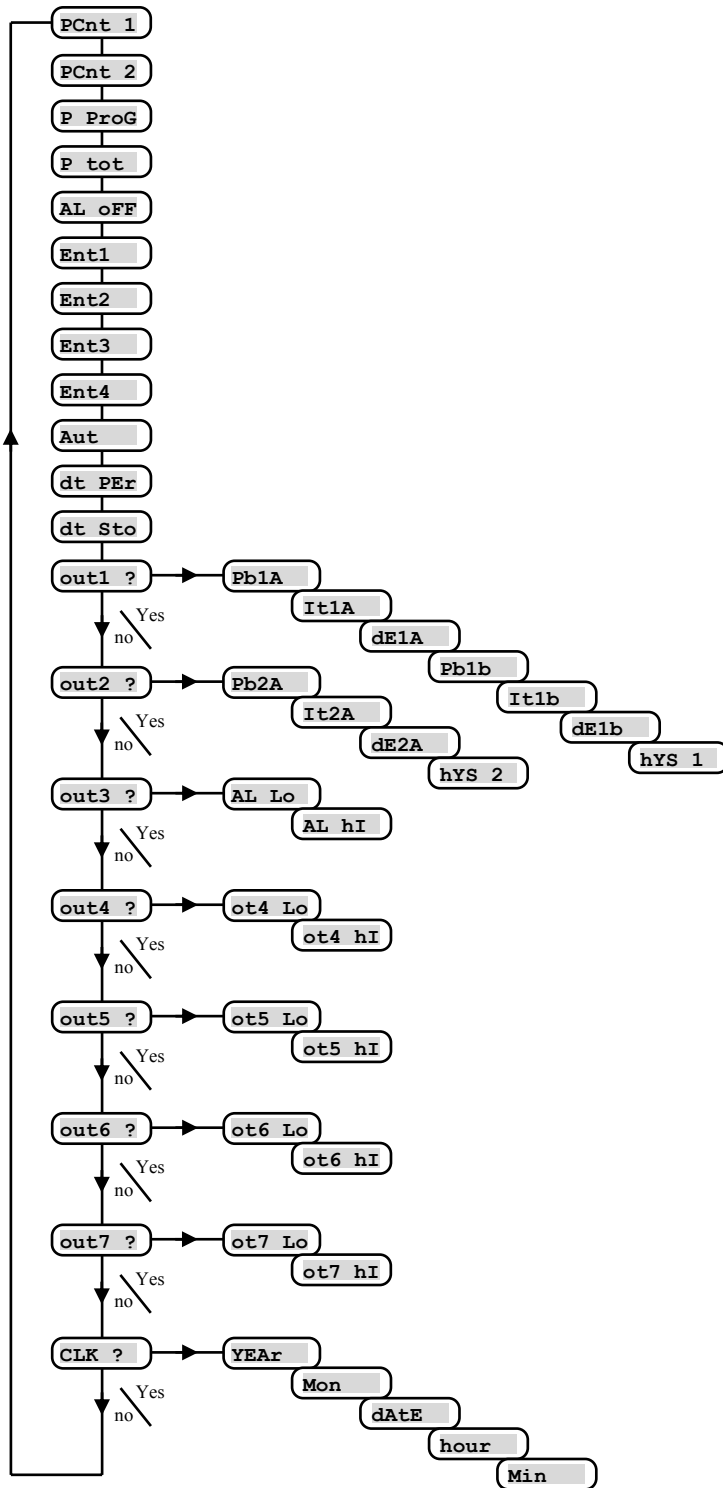 PCnt 1
PCnt 2
P ProG
P tot
AL oFF
Ent1
Ent2
Ent3
Ent4
Aut
dt PEr
dt Sto
out1 ?
Pb1A
It1A
dE1A
Pb1b
It1b
dE1b
hYS 1
Yes
no
out2 ?
Pb2A
It2A
dE2A
hYS 2
Yes
no
out3 ?
AL Lo
AL hI
Yes
no
out4 ?
ot4 Lo
ot4 hI
Yes
no
out5 ?
ot5 Lo
ot5 hI
Yes
no
out6 ?
ot6 Lo
ot6 hI
Yes
no
out7 ?
ot7 Lo
ot7 hI
Yes
no
CLK ?
YEAr
Mon
dAtE
hour
Min
Yes
no